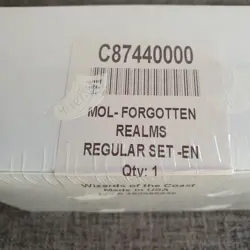 C87440000
MOL- FORGOTTEN
REALMS
REGULAR SET -EN
Qty: 1
Wizards of the Coast
Made in USA